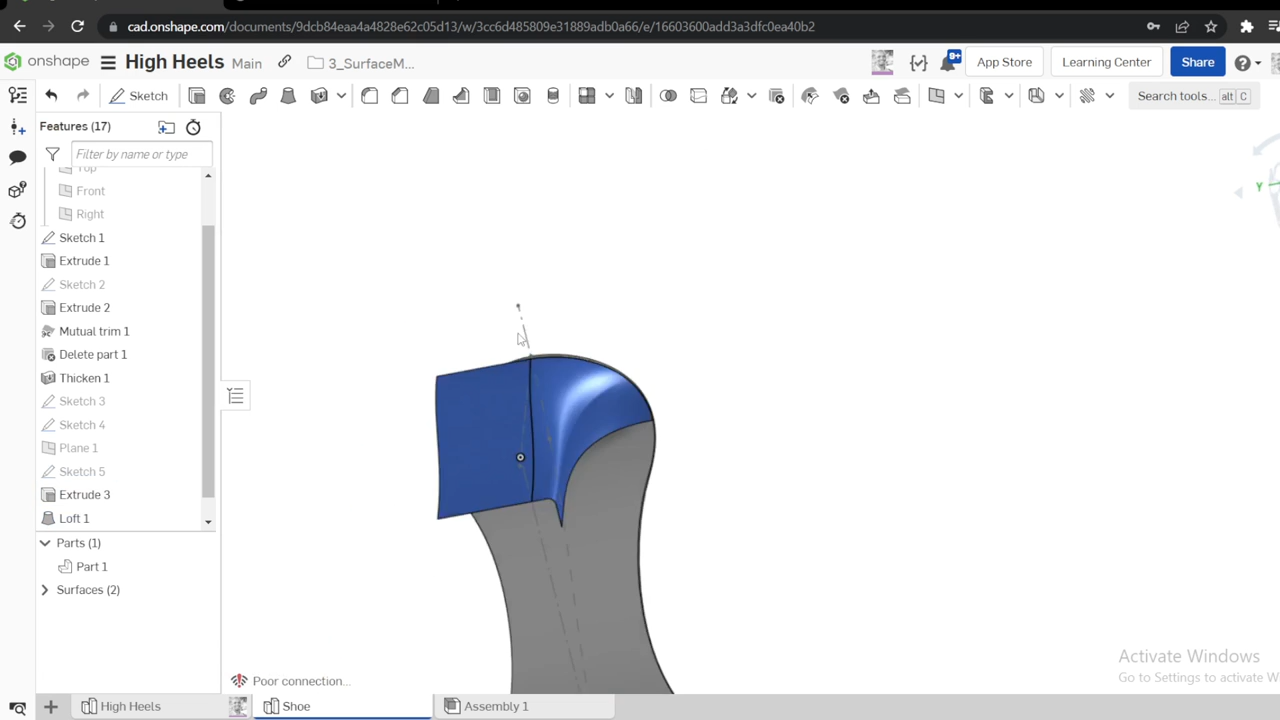 cad.onshape.com/documents/9dcb84eaa4a4828e62c05d13/w/3cc6d485809e31889adb0a66/e/16603600add3a3dfc0ea40b2
onshape High Heels Main 3_SurfaceM... 9+ App Store Learning Center Share
Sketch Search tools... alt C
Features (17)
Filter by name or type
Top
Front
Right
Sketch 1
Extrude 1
Sketch 2
Extrude 2
Mutual trim 1
Delete part 1
Thicken 1
Sketch 3
Sketch 4
Plane 1
Sketch 5
Extrude 3
Loft 1
Parts (1)
Part 1
Surfaces (2)
Y
Poor connection...
Activate Windows
Go to Settings to activate W
High Heels Shoe Assembly 1